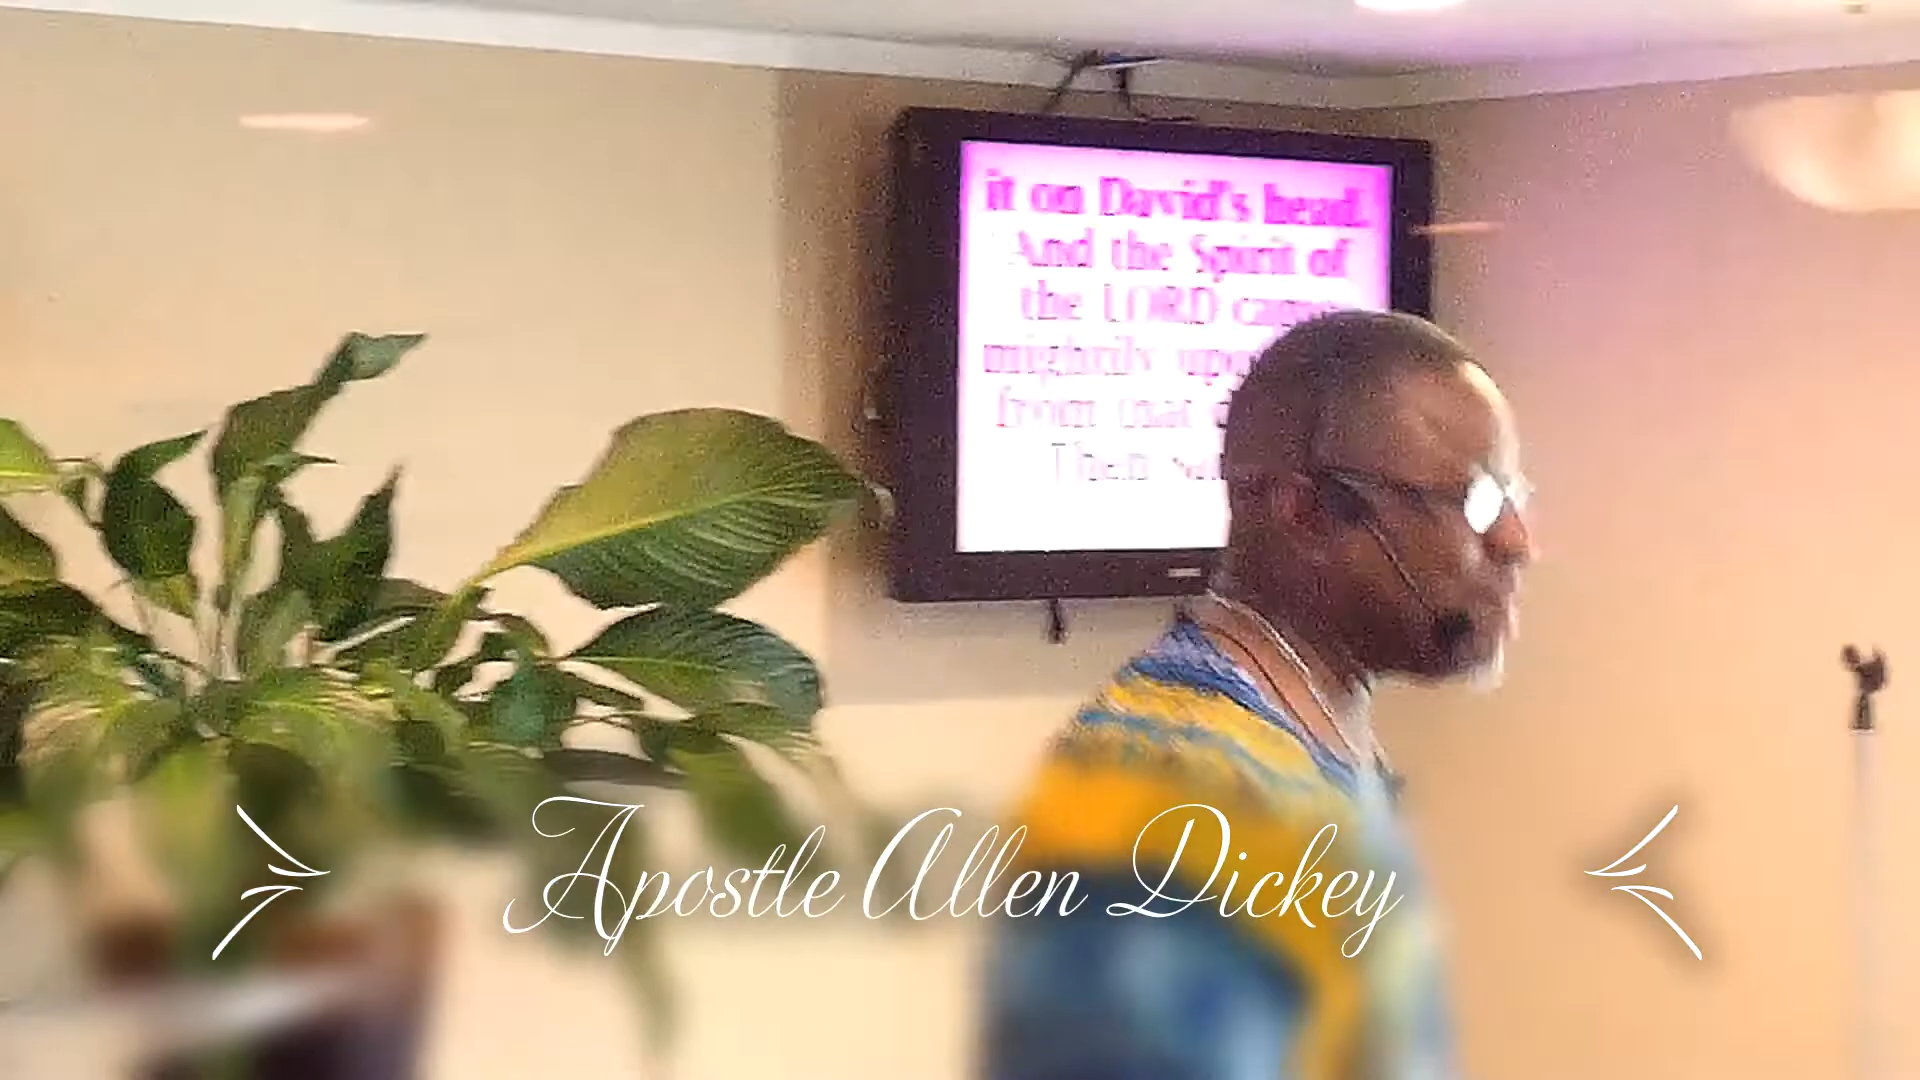 it on David's head.
And the Spirit of
the LORD came
mightily upo
from that
Then
Apostle Allen Dickey